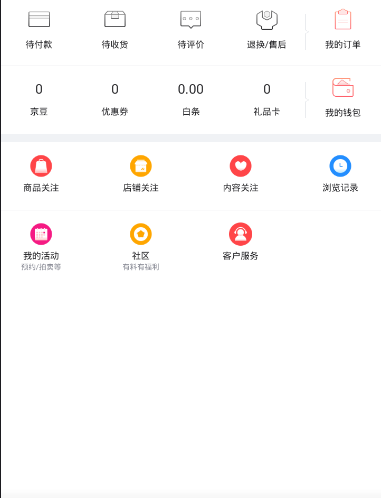 待付款 待收货 待评价 退换/售后 我的订单
0 0 0.00 0
京豆 优惠券 白条 礼品卡 我的钱包
商品关注 店铺关注 内容关注 浏览记录
我的活动 社区 客户服务
预约/拍卖等 有料有福利